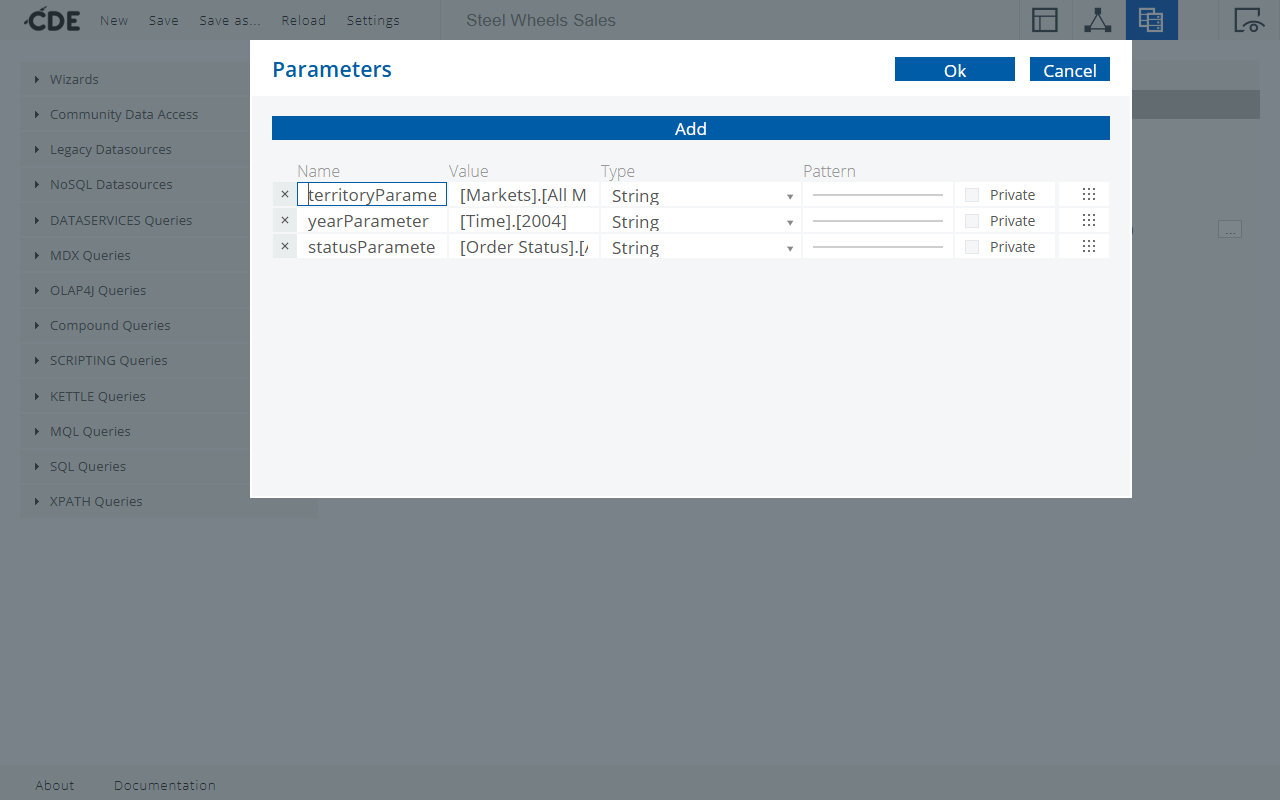 CDE New Save Save as... Reload Settings Steel Wheels Sales
Parameters Ok Cancel
Add
Name Value Type Pattern
× territoryParame [Markets].[All M String Private
× yearParameter [Time].[2004] String Private
× statusParamete [Order Status].[A String Private
...
Wizards
Community Data Access
Legacy Datasources
NoSQL Datasources
DATASERVICES Queries
MDX Queries
OLAP4J Queries
Compound Queries
SCRIPTING Queries
KETTLE Queries
MQL Queries
SQL Queries
XPATH Queries
About Documentation